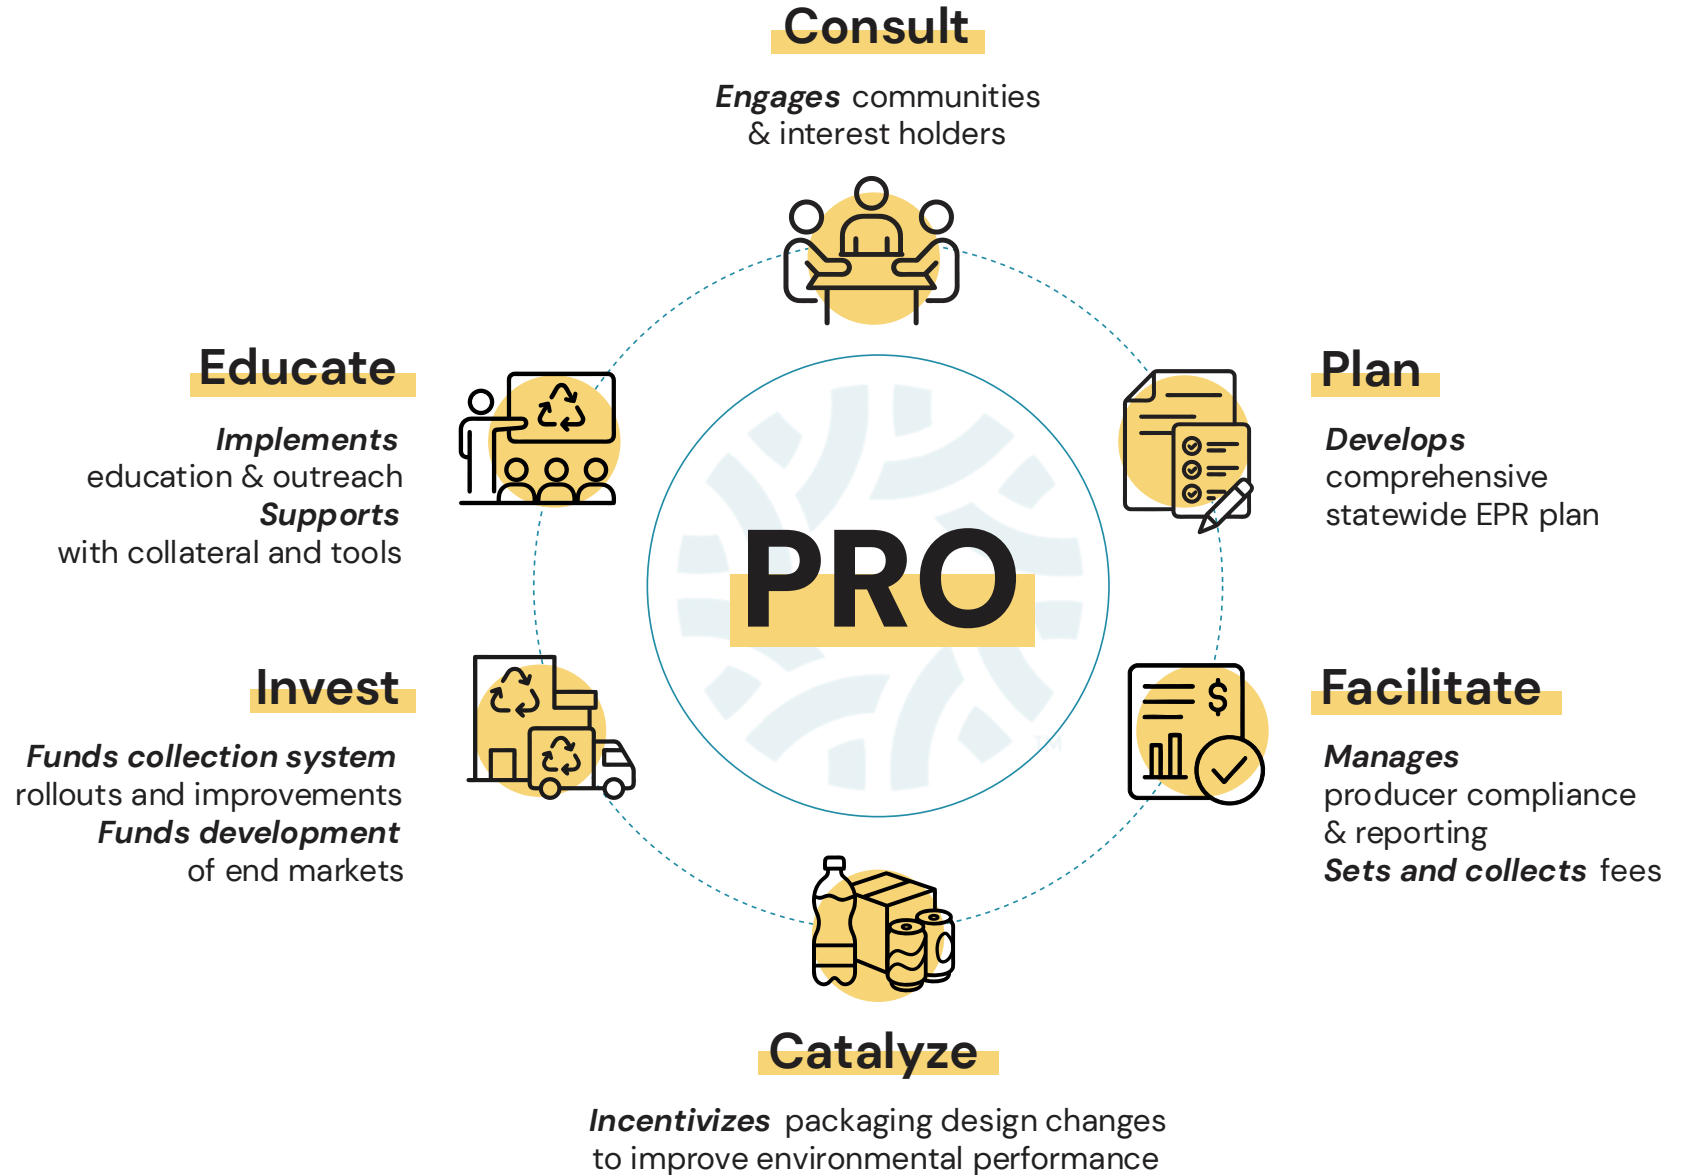 Consult
Engages communities
& interest holders
Plan
Develops
comprehensive
statewide EPR plan
Facilitate
Manages
producer compliance
& reporting
Sets and collects fees
Catalyze
Incentivizes packaging design changes
to improve environmental performance
Invest
Funds collection system
rollouts and improvements
Funds development
of end markets
Educate
Implements
education & outreach
Supports
with collateral and tools
PRO
TM
$